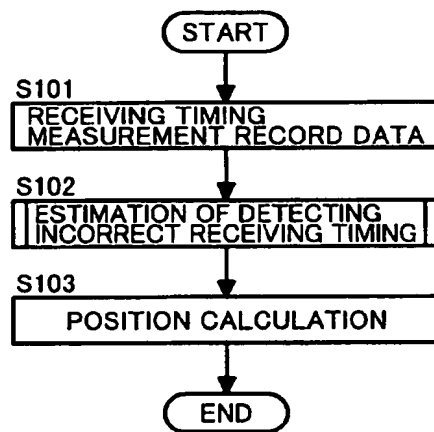 START
S101
RECEIVING TIMING
MEASUREMENT RECORD DATA
S102
ESTIMATION OF DETECTING
INCORRECT RECEIVING TIMING
S103
POSITION CALCULATION
END